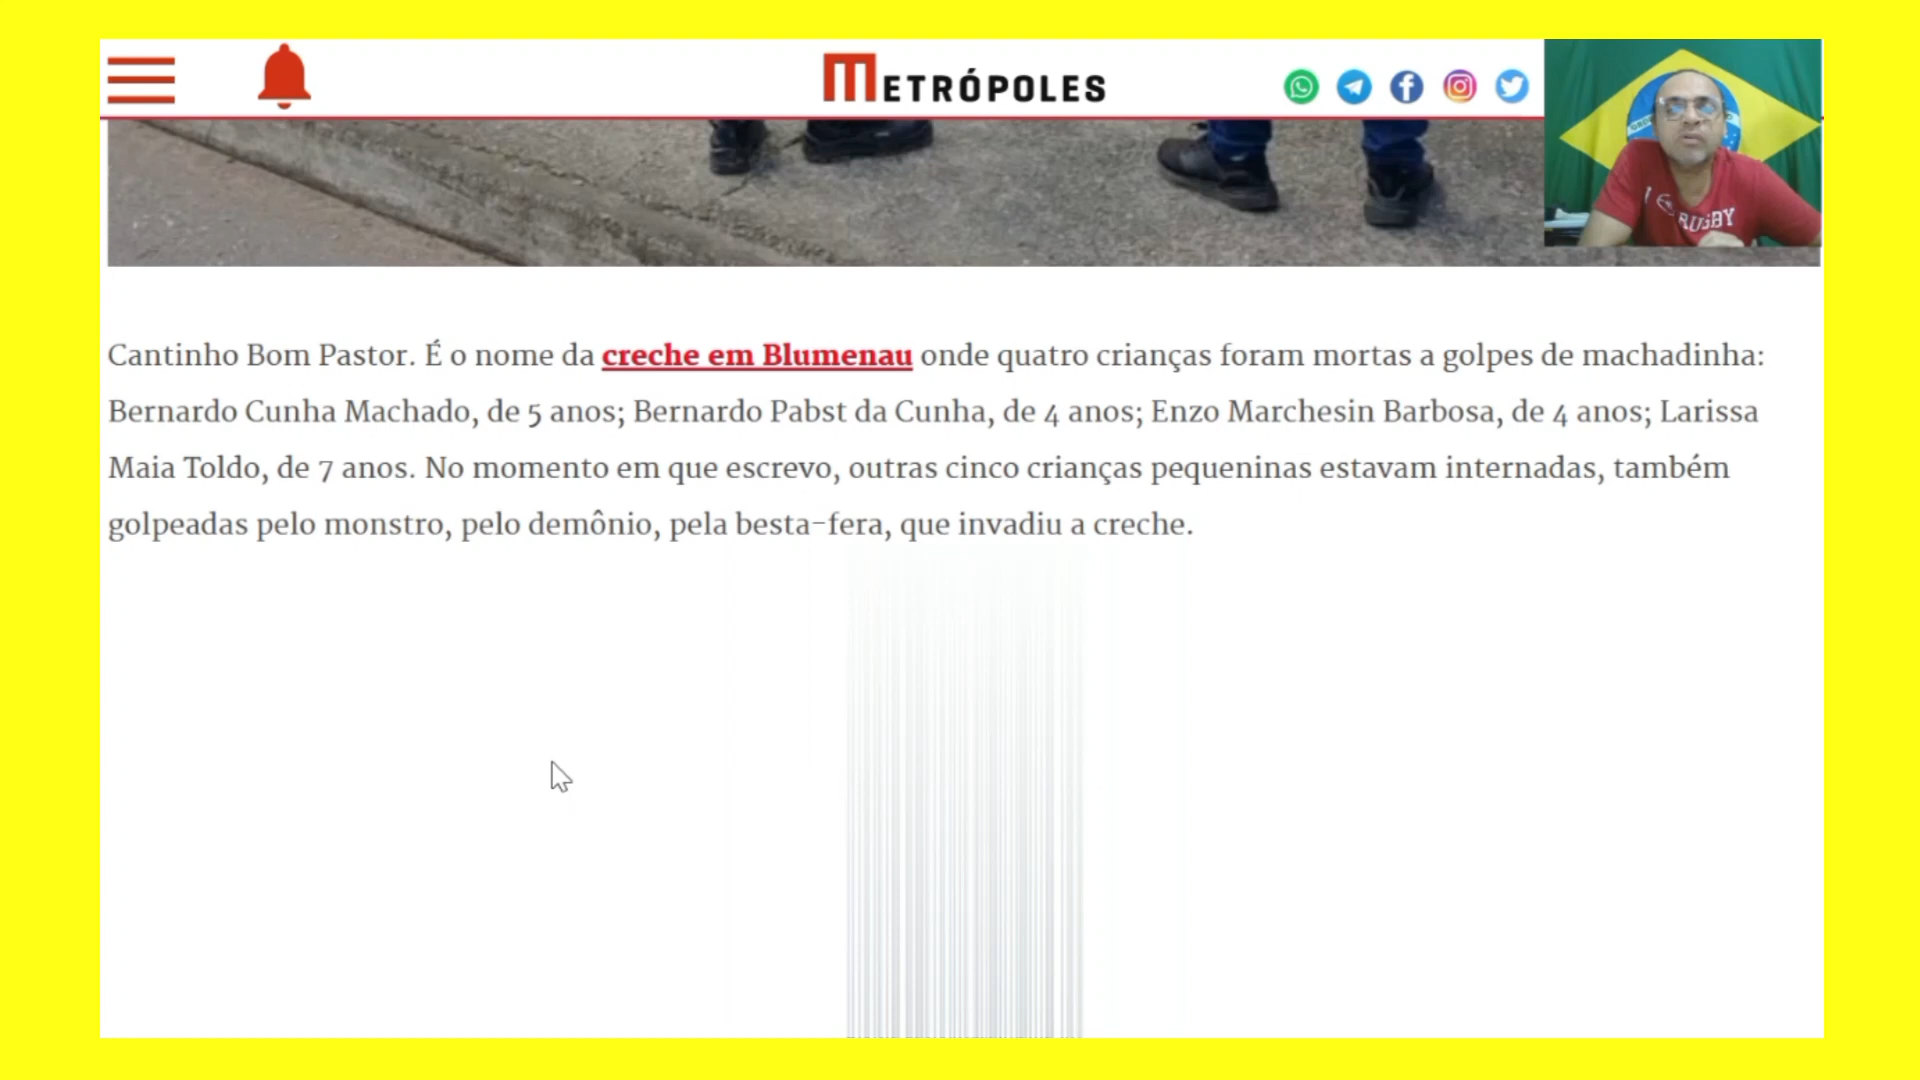 METRÓPOLES
RUGBY
Cantinho Bom Pastor. É o nome da creche em Blumenau onde quatro crianças foram mortas a golpes de machadinha:
Bernardo Cunha Machado, de 5 anos; Bernardo Pabst da Cunha, de 4 anos; Enzo Marchesin Barbosa, de 4 anos; Larissa
Maia Toldo, de 7 anos. No momento em que escrevo, outras cinco crianças pequeninas estavam internadas, também
golpeadas pelo monstro, pelo demônio, pela besta-fera, que invadiu a creche.